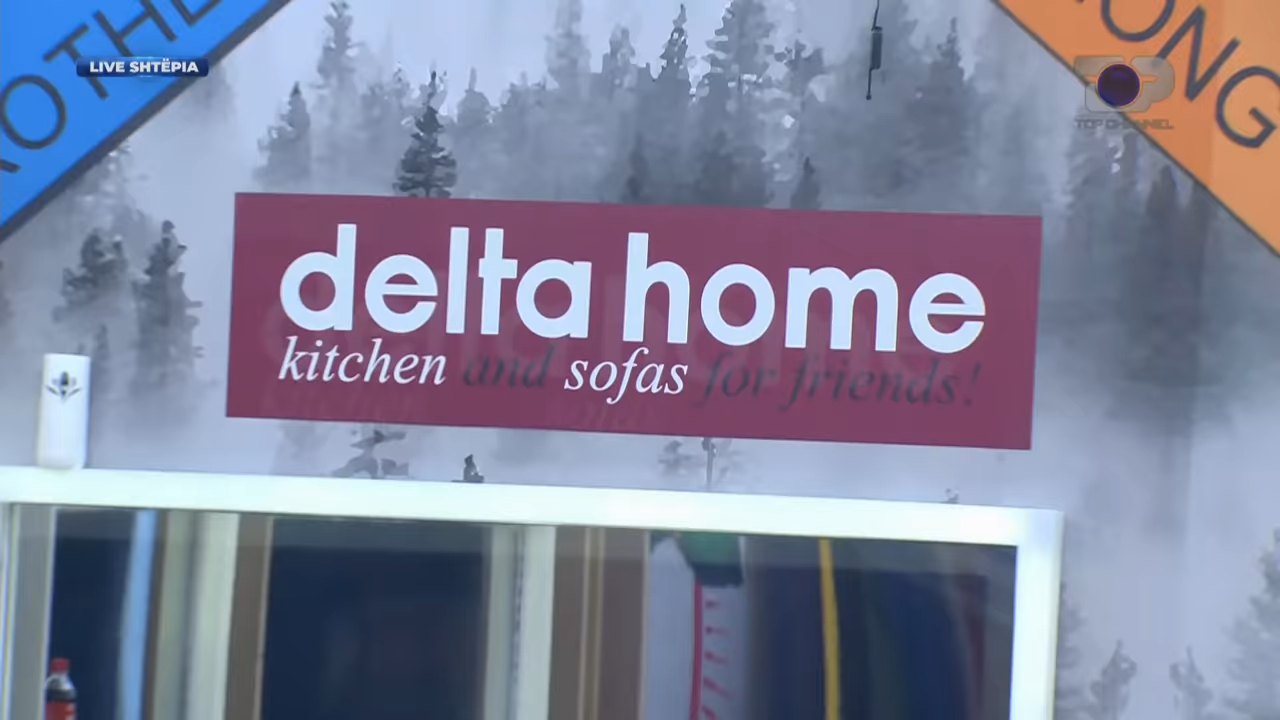 LIVE SHTËPIA
TOP CHANNEL
delta home
kitchen and sofas for friends!